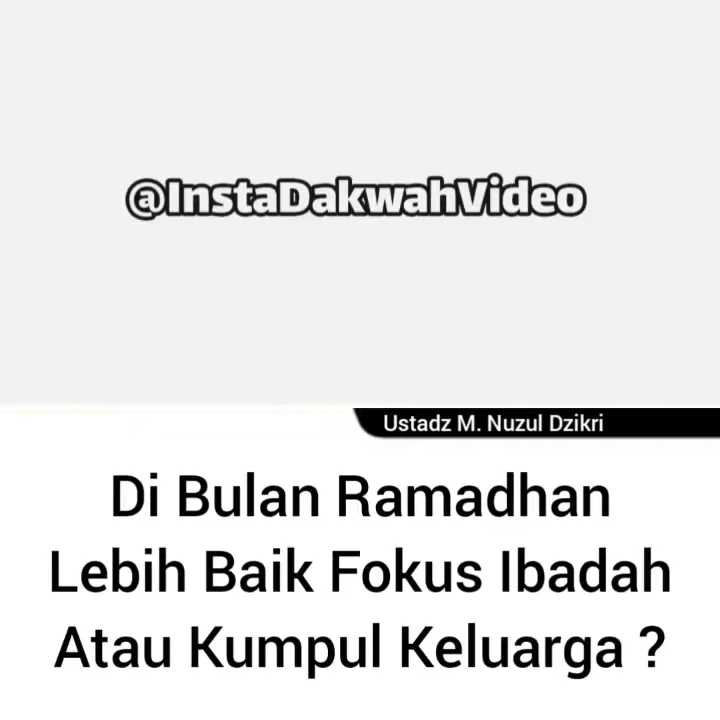 @InstaDakwahVideo
Ustadz M. Nuzul Dzikri
Di Bulan Ramadhan
Lebih Baik Fokus Ibadah
Atau Kumpul Keluarga ?